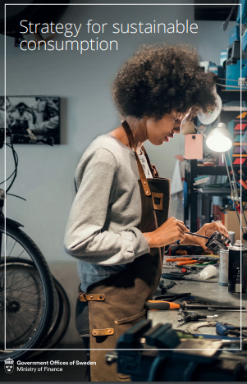 Strategy for sustainable
consumption
Government Offices of Sweden
Ministry of Finance